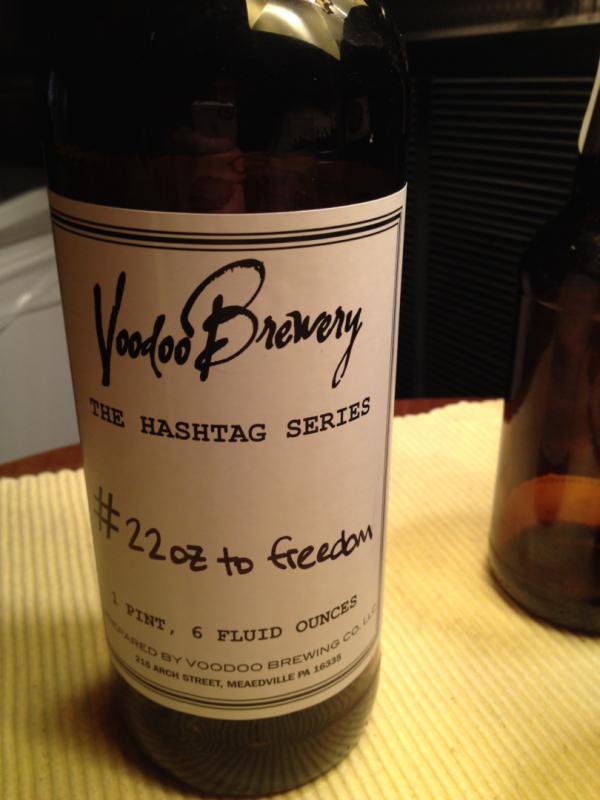 Voodoo Brewery
THE HASHTAG SERIES
#22oz to freedom
1 PINT, 6 FLUID OUNCES
PREPARED BY VOODOO BREWING CO. LLC
215 ARCH STREET, MEAEDVILLE PA 16335